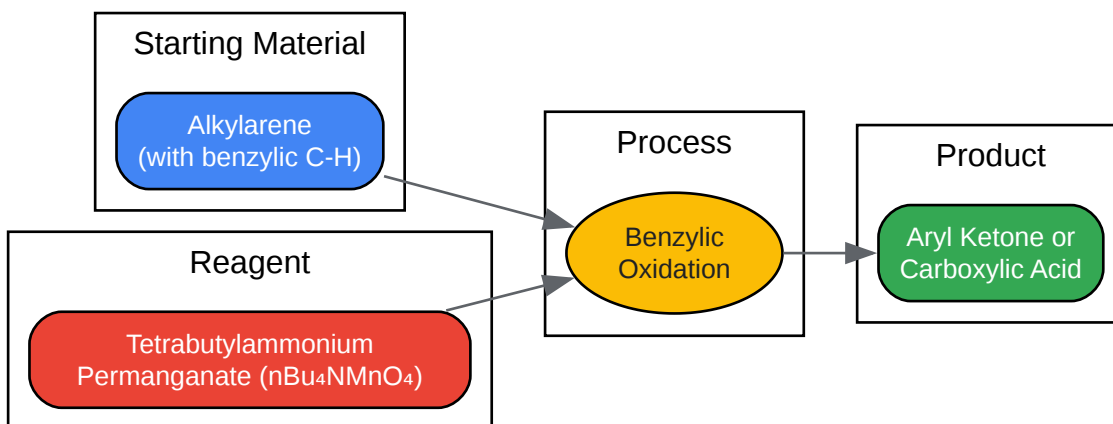 Starting Material
Alkylarene
(with benzylic C-H)
Reagent
Tetrabutylammonium
Permanganate (nBu₄NMnO₄)
Process
Benzylic
Oxidation
Product
Aryl Ketone or
Carboxylic Acid